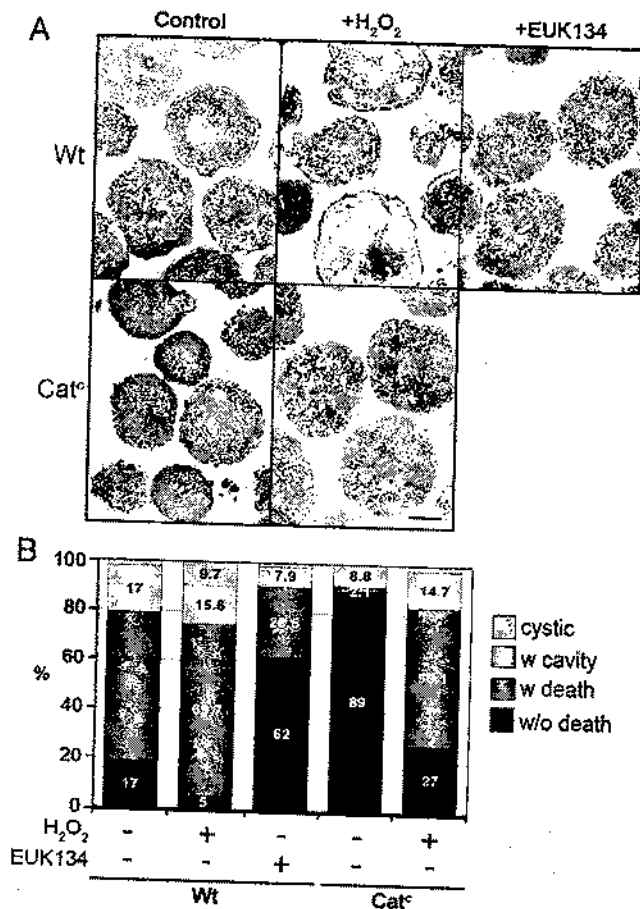 A
Control
+H₂O₂
+EUK134
C
Wt
Catᶜ
B
100
80
60
40
20
0
%
17
17
9.7
15.6
5
7.9
62
8.8
89
14.7
27
cystic
w cavity
w death
w/o death
H₂O₂ - + - - +
EUK134 - - + - -
Wt
Catᶜ